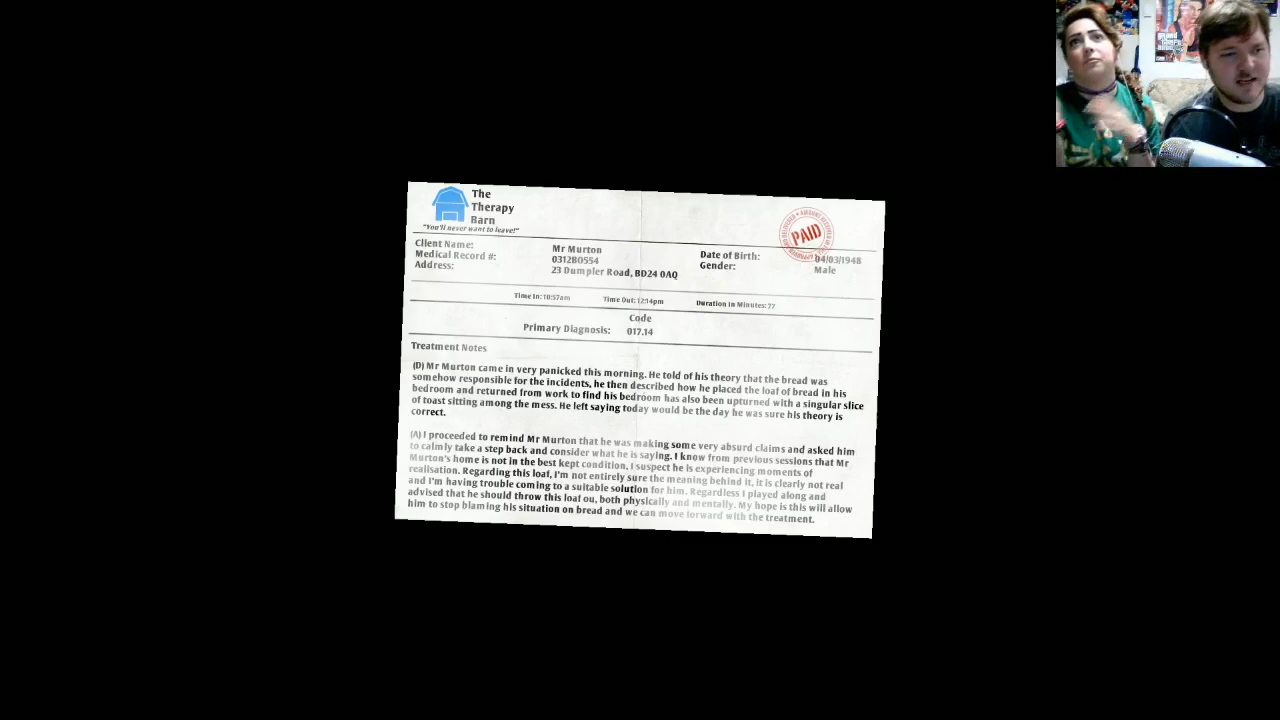 The
Therapy
Barn
"You'll never want to leave!"
PAID
Client Name: Mr Murton Date of Birth: 04/03/1948
Medical Record #: 0312BO554 Gender: Male
Address: 23 Dumpler Road, BD24 0AQ
Time In: 10:57am Time Out: 12:14pm Duration in Minutes: 77
Code
Primary Diagnosis: 017.14
Treatment Notes
(D) Mr Murton came in very panicked this morning. He told of his theory that the bread was
somehow responsible for the incidents, he then described how he placed the loaf of bread in his
bedroom and returned from work to find his bedroom has also been upturned with a singular slice
of toast sitting among the mess. He left saying today would be the day he was sure his theory is
correct.
(A) I proceeded to remind Mr Murton that he was making some very absurd claims and asked him
to calmly take a step back and consider what he is saying. I know from previous sessions that Mr
Murton's home is not in the best kept condition, I suspect he is experiencing moments of
realisation. Regarding this loaf, I'm not entirely sure the meaning behind it, it is clearly not real
and I'm having trouble coming to a suitable solution for him. Regardless I played along and
advised that he should throw this loaf ou, both physically and mentally. My hope is this will allow
him to stop blaming his situation on bread and we can move forward with the treatment.